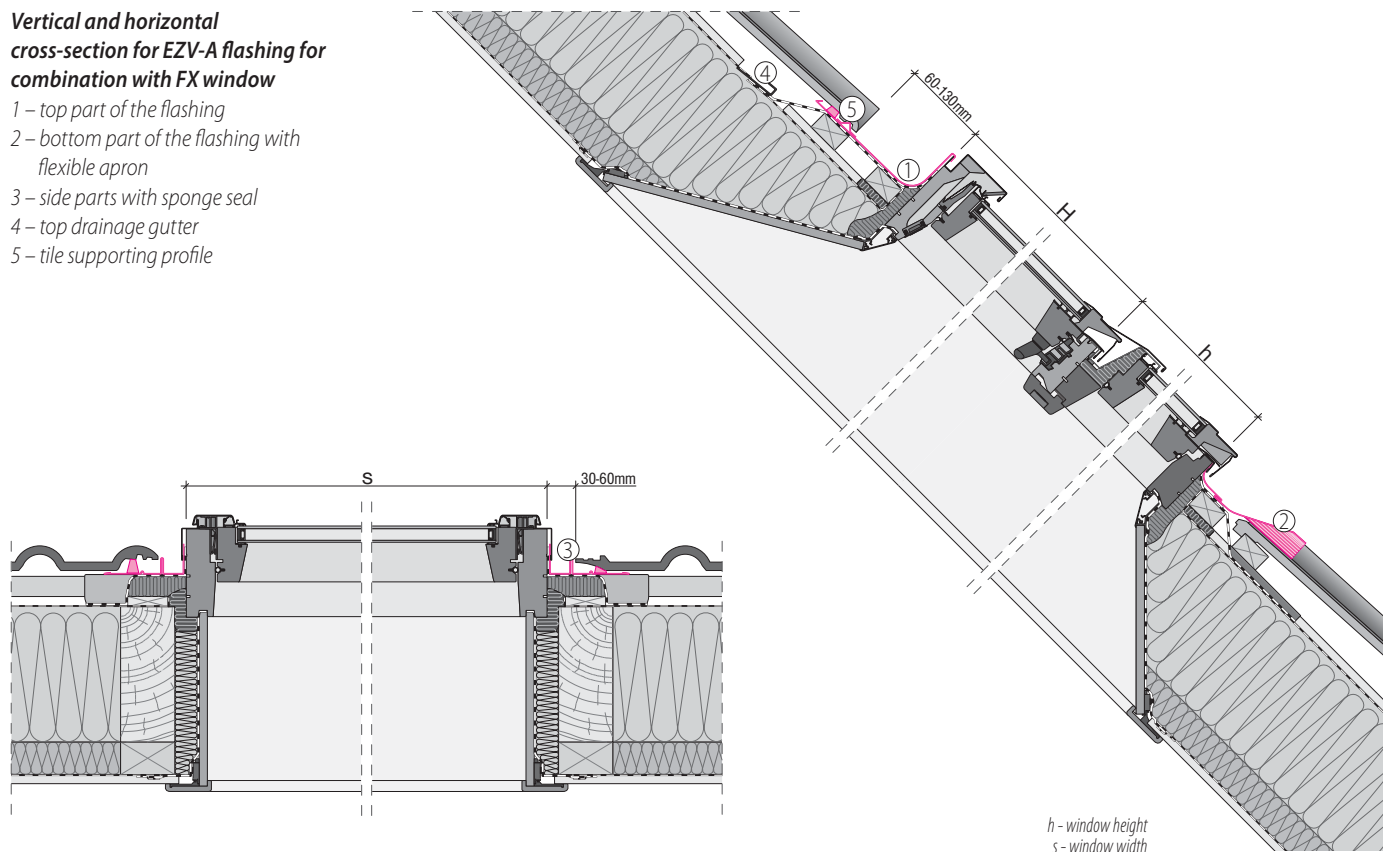 Vertical and horizontal
cross-section for EZV-A flashing for
combination with FX window
1 – top part of the flashing
2 – bottom part of the flashing with
flexible apron
3 – side parts with sponge seal
4 – top drainage gutter
5 – tile supporting profile
4
5
60-130mm
1
H
h
2
s
30-60mm
3
h - window height
s - window width